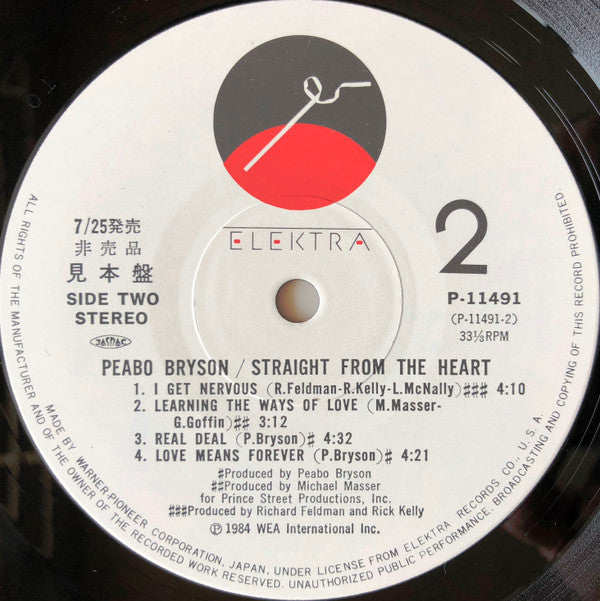 ELEKTRA
7/25発売
非売品
見本盤
SIDE TWO
STEREO
JASRAC
2
P-11491
(P-11491-2)
33⅓RPM
PEABO BRYSON / STRAIGHT FROM THE HEART
1. I GET NERVOUS (R.Feldman-R.Kelly-L.McNally)♯♯♯ 4:10
2. LEARNING THE WAYS OF LOVE (M.Masser-
G.Goffin)♯♯ 3:12
3. REAL DEAL (P.Bryson)♯ 4:32
4. LOVE MEANS FOREVER (P.Bryson)♯ 4:21
♯Produced by Peabo Bryson
♯♯Produced by Michael Masser
for Prince Street Productions, Inc.
♯♯♯Produced by Richard Feldman and Rick Kelly
℗ 1984 WEA International Inc.
ALL RIGHTS OF THE MANUFACTURER AND OF THE OWNER OF THE RECORDED WORK RESERVED. UNAUTHORIZED PUBLIC PERFORMANCE, BROADCASTING AND COPYING OF THIS RECORD PROHIBITED.
MADE BY WARNER-PIONEER CORPORATION, JAPAN, UNDER LICENSE FROM ELEKTRA RECORDS CO., U.S.A.